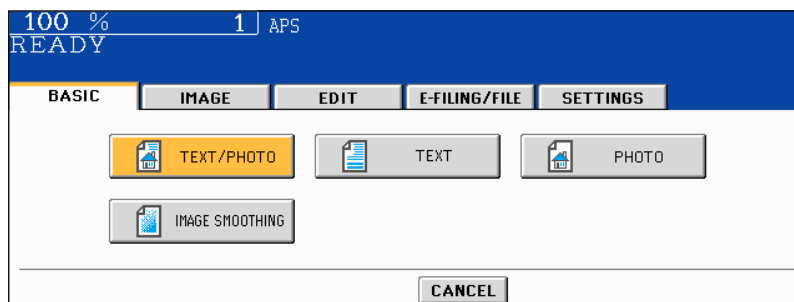 100 % 1 APS
READY
BASIC IMAGE EDIT E-FILING/FILE SETTINGS
TEXT/PHOTO TEXT PHOTO
IMAGE SMOOTHING
CANCEL